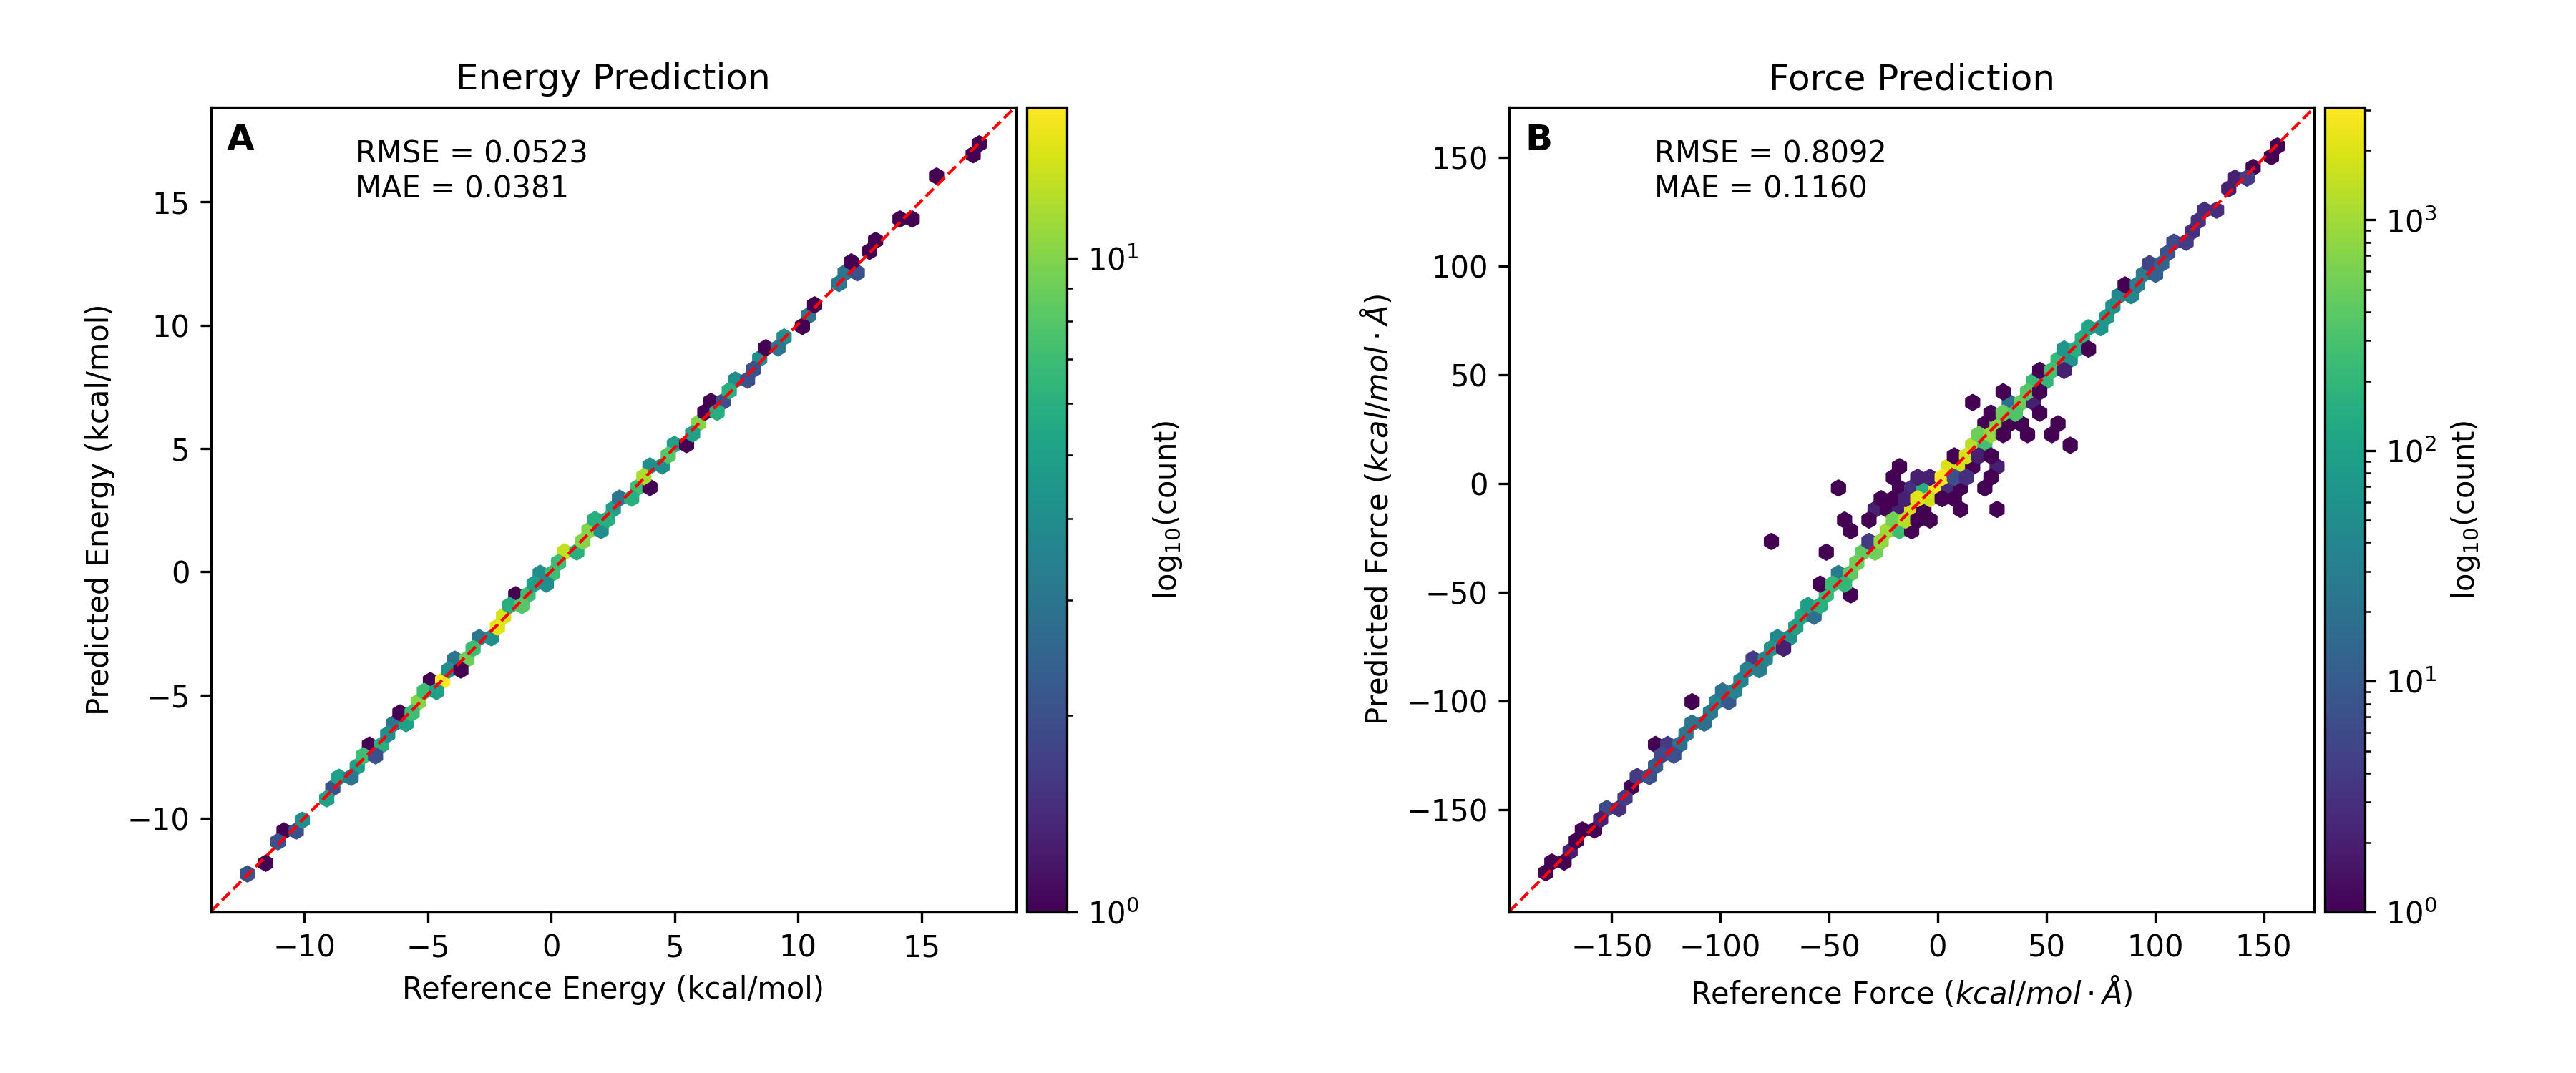 Energy Prediction
A
RMSE = 0.0523
MAE = 0.0381
Predicted Energy (kcal/mol)
15
10
5
0
−5
−10
−10
−5
0
5
10
15
Reference Energy (kcal/mol)
10¹
10⁰
log₁₀(count)
Force Prediction
B
RMSE = 0.8092
MAE = 0.1160
Predicted Force (kcal/mol · Å)
150
100
50
0
−50
−100
−150
−150
−100
−50
0
50
100
150
Reference Force (kcal/mol · Å)
10³
10²
10¹
10⁰
log₁₀(count)